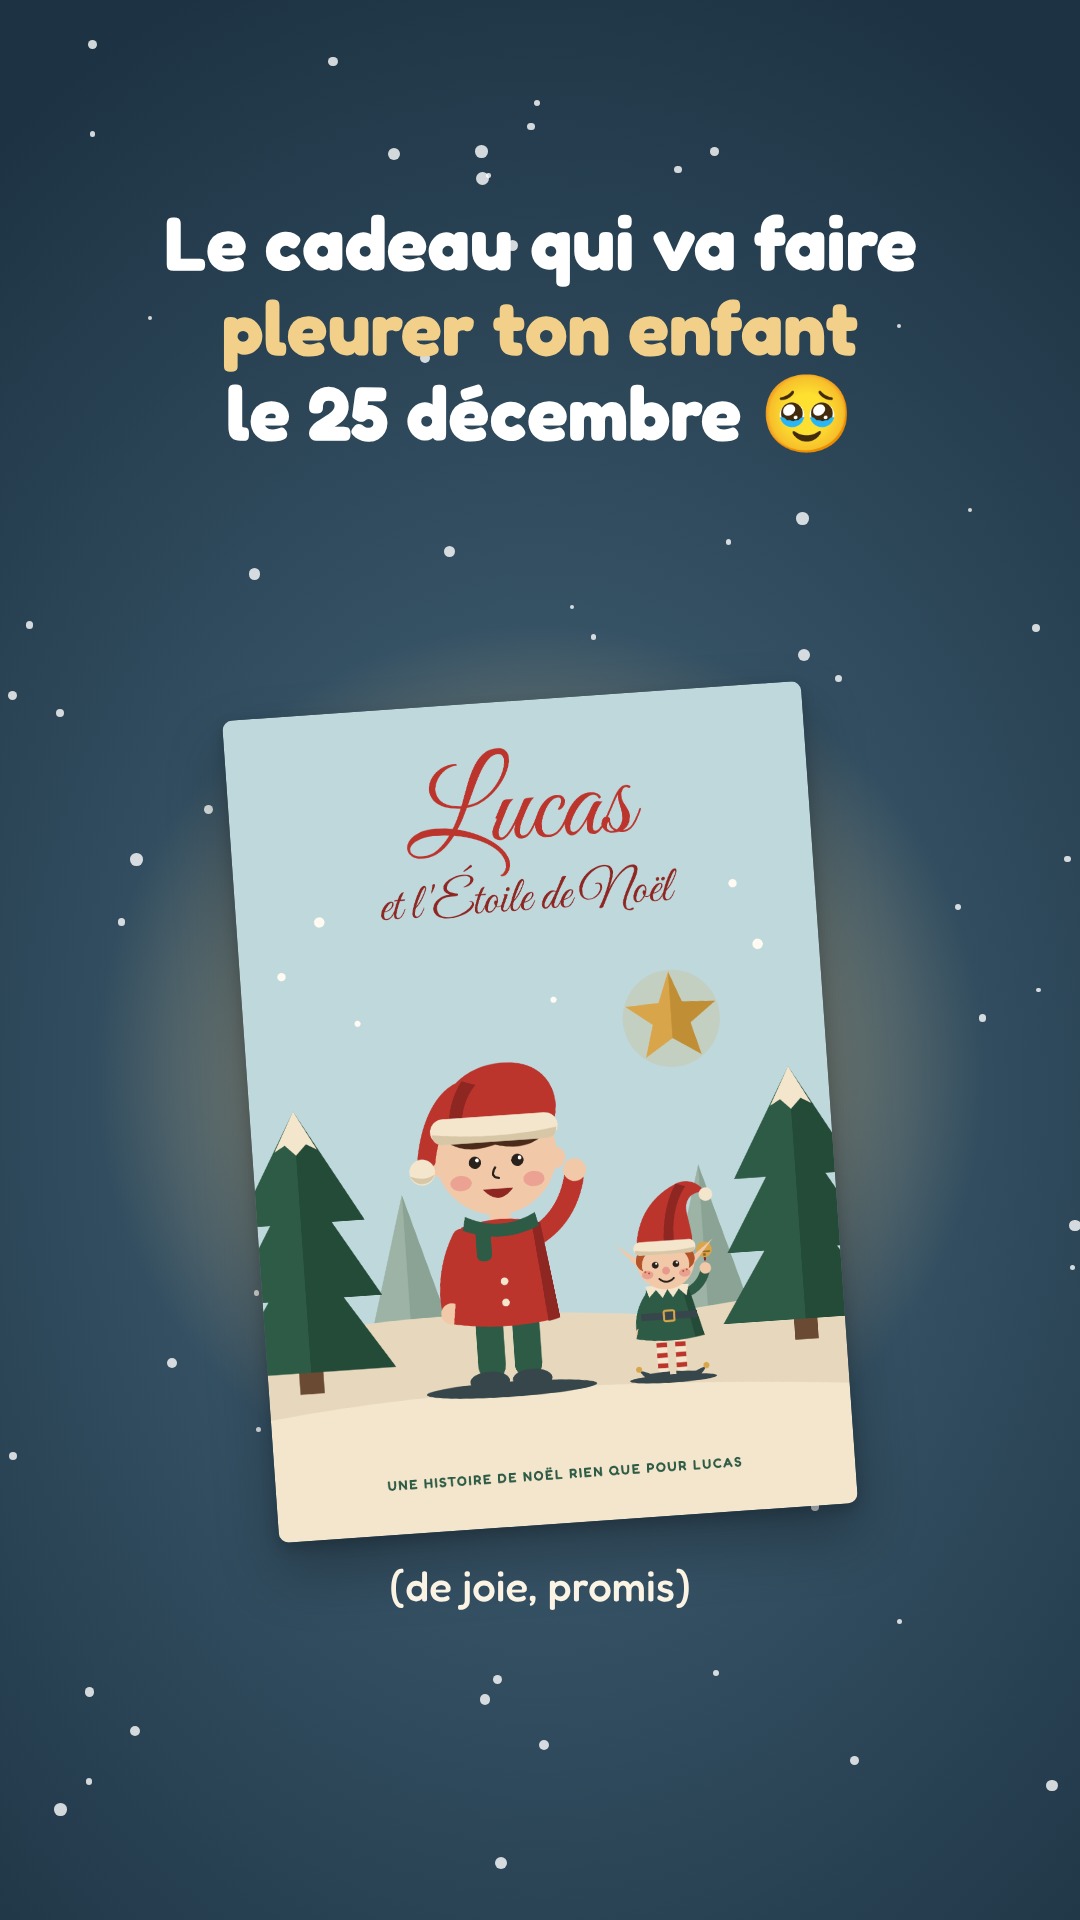 Le cadeau qui va faire
pleurer ton enfant
le 25 décembre 🥹
Lucas
et l'Étoile de Noël
UNE HISTOIRE DE NOËL RIEN QUE POUR LUCAS
(de joie, promis)